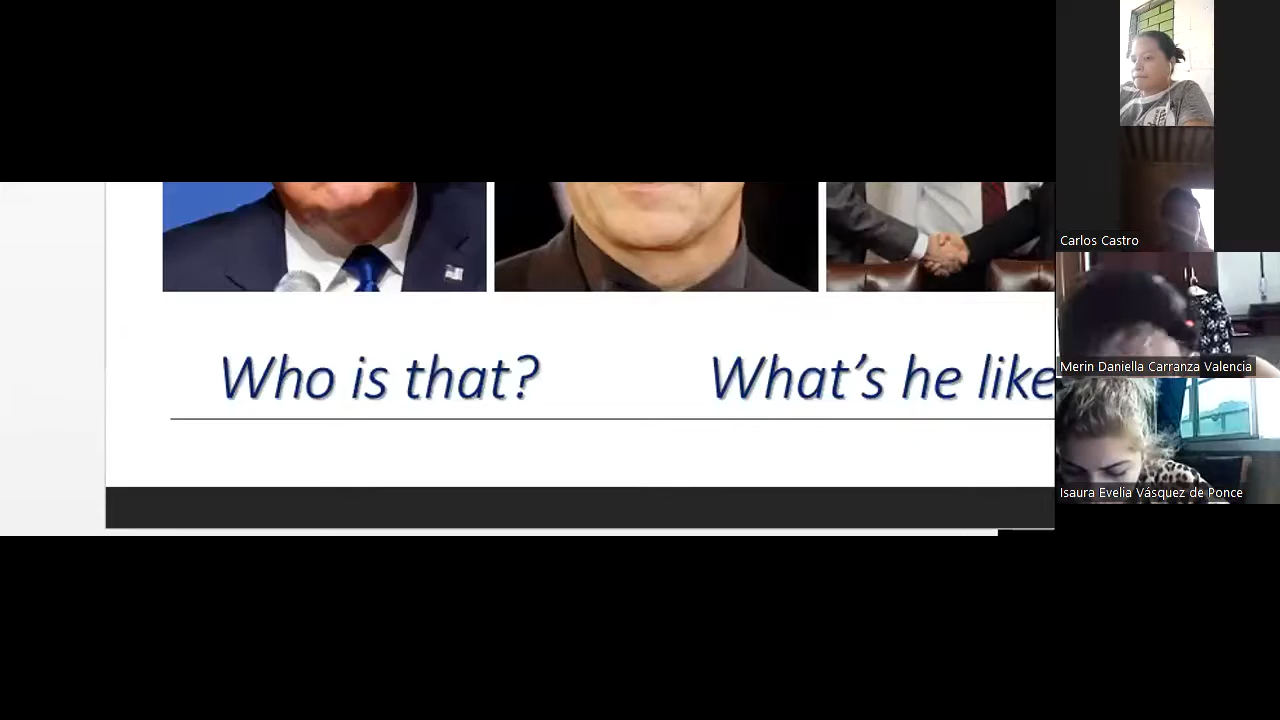 Who is that? What's he like
Carlos Castro
Merin Daniella Carranza Valencia
Isaura Evelia Vásquez de Ponce